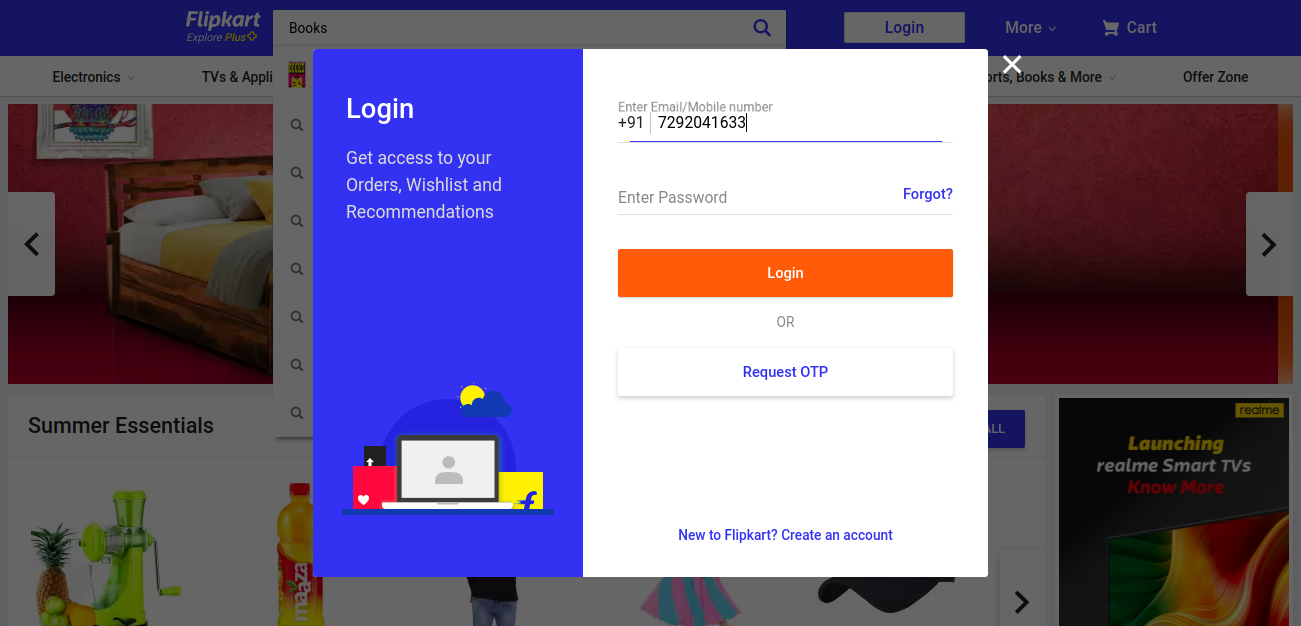 Flipkart
Explore Plus
Books
Login
More
Cart
Electronics
TVs & Appli
orts, Books & More
Offer Zone
Login
Get access to your
Orders, Wishlist and
Recommendations
Enter Email/Mobile number
+91 7292041633
Enter Password
Forgot?
Login
OR
Request OTP
New to Flipkart? Create an account
Summer Essentials
ALL
realme
Launching
realme Smart TVs
Know More
maaza